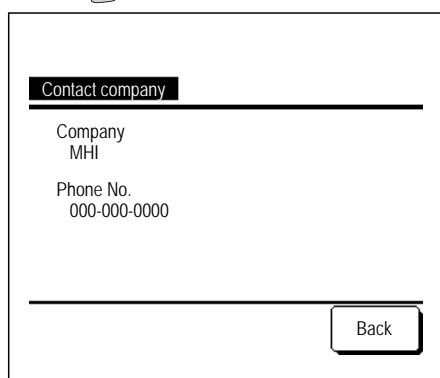 Contact company
Company
MHI
Phone No.
000-000-0000
Back